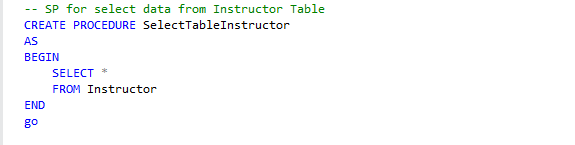 -- SP for select data from Instructor Table
CREATE PROCEDURE SelectTableInstructor
AS
BEGIN
    SELECT *
    FROM Instructor
END
go